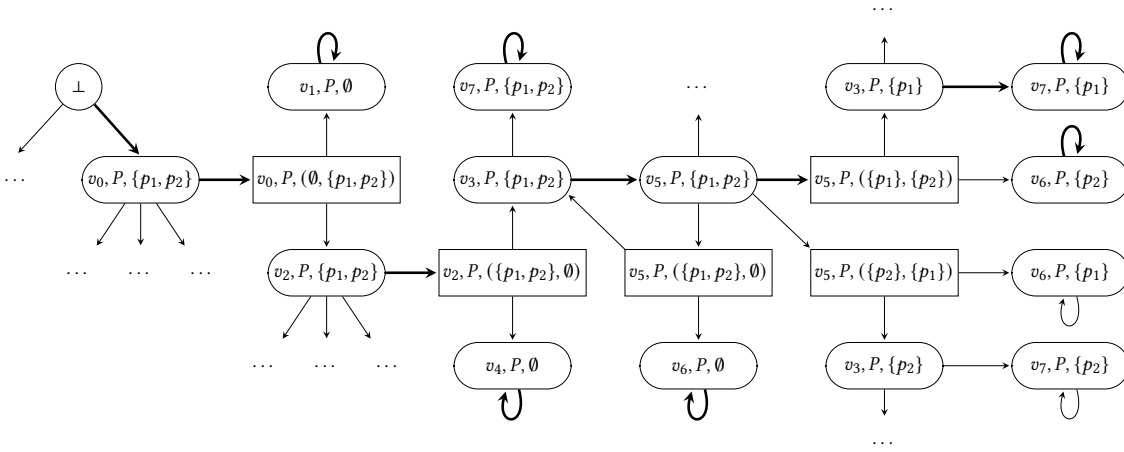 ...
⊥
v1, P, ∅
v7, P, {p1, p2}
...
v3, P, {p1}
v7, P, {p1}
...
v0, P, {p1, p2}
v0, P, (∅, {p1, p2})
v3, P, {p1, p2}
v5, P, {p1, p2}
v5, P, ({p1}, {p2})
v6, P, {p2}
... ... ...
v2, P, {p1, p2}
v2, P, ({p1, p2}, ∅)
v5, P, ({p1, p2}, ∅)
v5, P, ({p2}, {p1})
v6, P, {p1}
... ... ...
v4, P, ∅
v6, P, ∅
v3, P, {p2}
v7, P, {p2}
...